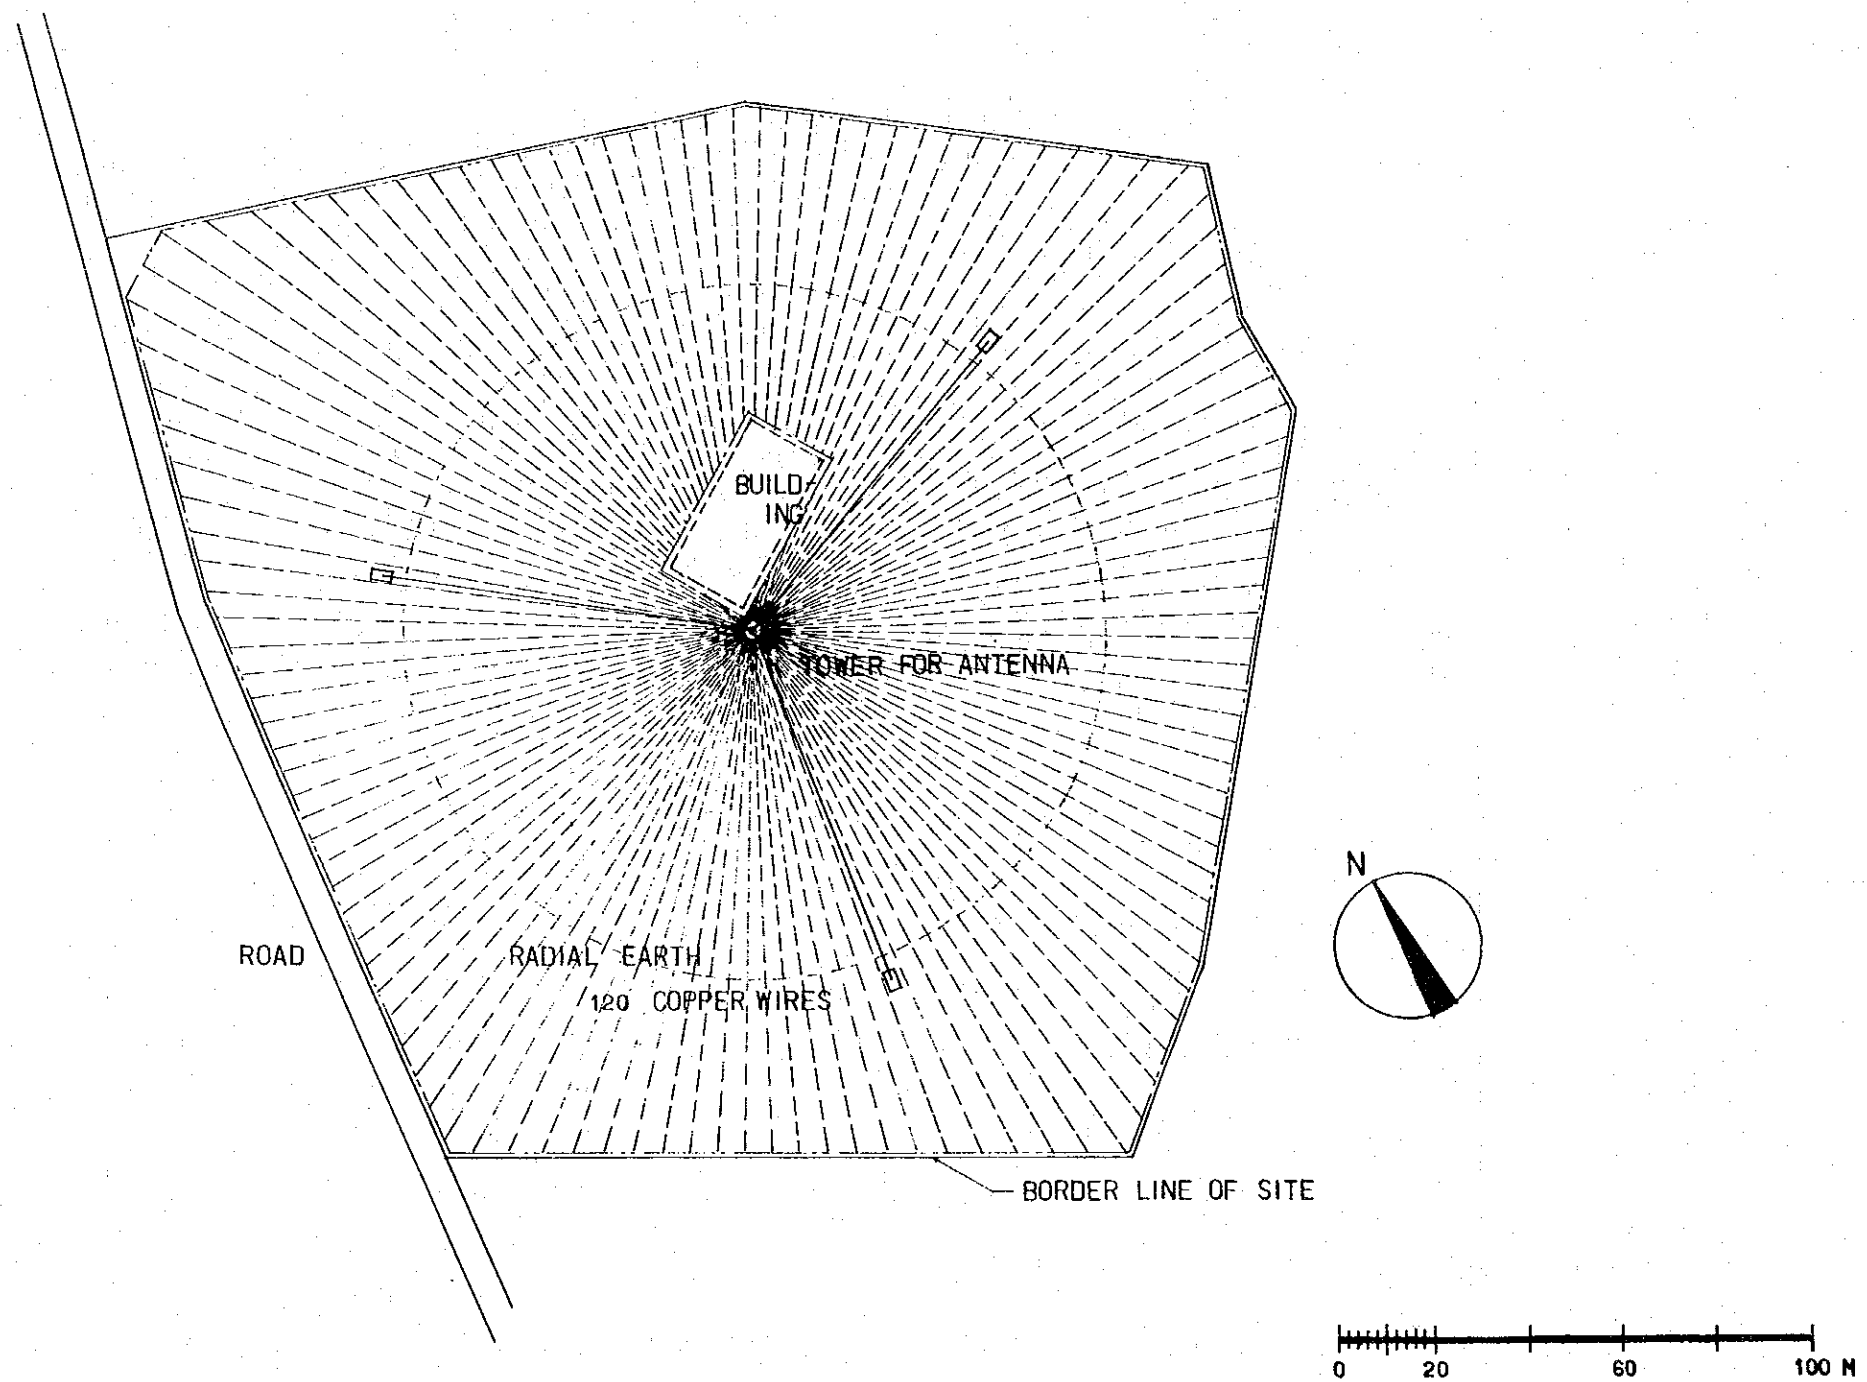 BUILD-
ING
TOWER FOR ANTENNA
N
ROAD
RADIAL EARTH
120 COPPER WIRES
BORDER LINE OF SITE
0 20 60 100 M